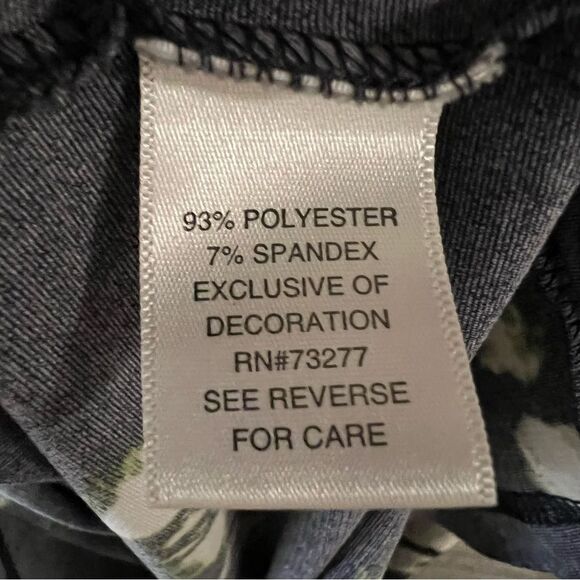 93% POLYESTER
7% SPANDEX
EXCLUSIVE OF
DECORATION
RN#73277
SEE REVERSE
FOR CARE